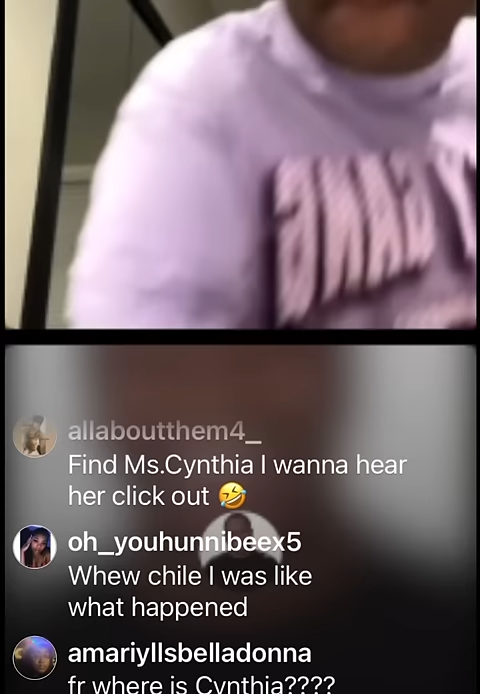 allaboutthem4_
Find Ms.Cynthia I wanna hear
her click out 🤣
oh_youhunnibeex5
Whew chile I was like
what happened
amariyllsbelladonna
fr where is Cynthia????